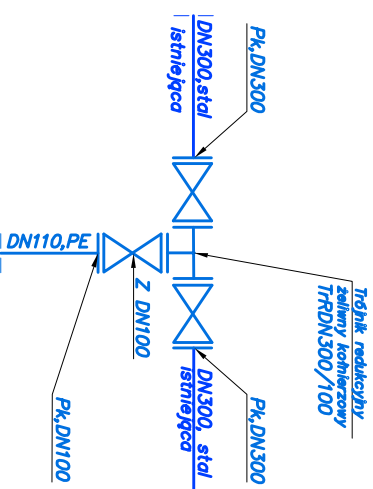 DN300,stal
istniejąca
Pk,DN300
DN110,PE
Z DN100
Trójnik redukcyjny
żeliwny kołnierzowy
TrRDN300/100
DN300, stal
istniejąca
Pk,DN300
Pk,DN100